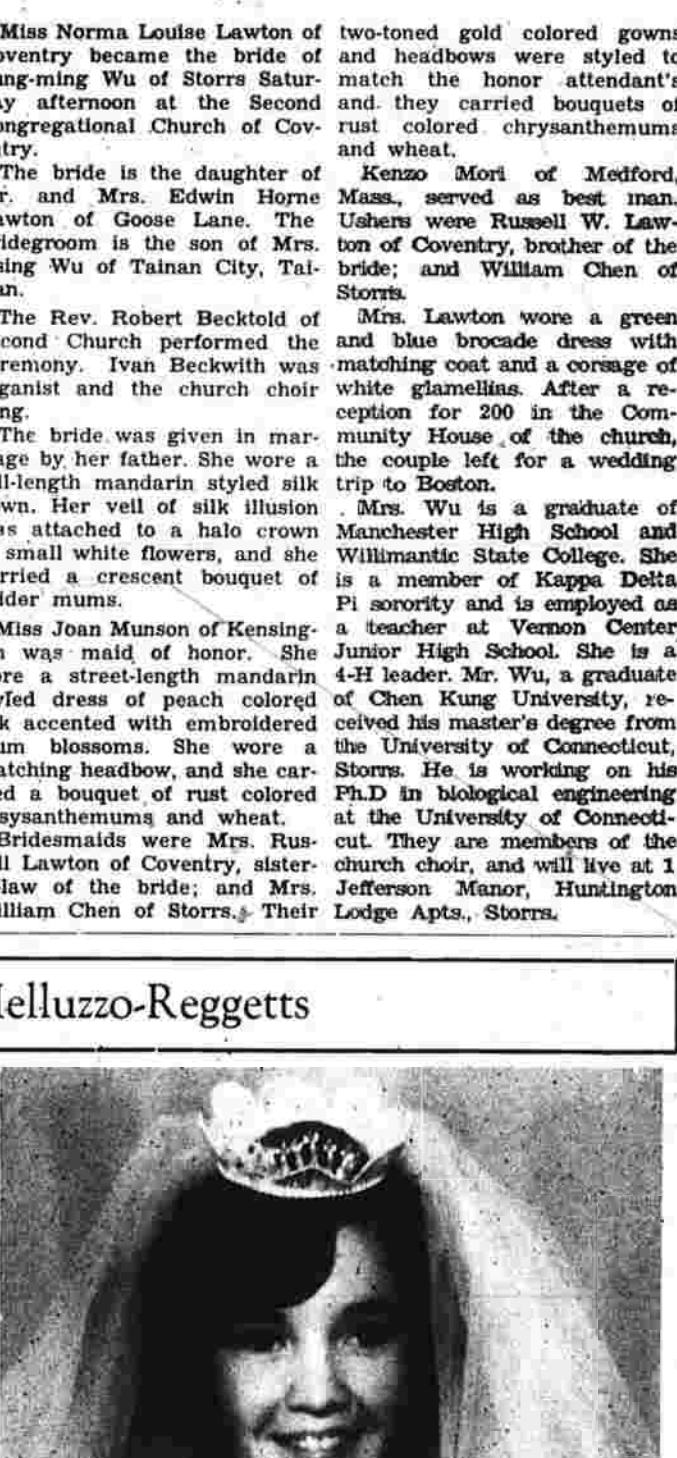 Miss Norma Louise Lawton of
oventry became the bride of
ng-ming Wu of Storrs Satur-
y afternoon at the Second
ongregational Church of Cov-
try.
The bride is the daughter of
r. and Mrs. Edwin Horne
awton of Goose Lane. The
idegroom is the son of Mrs.
sing Wu of Tainan City, Tai-
an.
The Rev. Robert Becktold of
cond Church performed the
remony. Ivan Beckwith was
ganist and the church choir
ng.
The bride was given in mar-
age by her father. She wore a
ll-length mandarin styled silk
wn. Her veil of silk illusion
as attached to a halo crown
small white flowers, and she
rried a crescent bouquet of
ider mums.
Miss Joan Munson of Kensing-
n was maid of honor. She
re a street-length mandarin
yled dress of peach colored
k accented with embroidered
um blossoms. She wore a
atching headbow, and she car-
ed a bouquet of rust colored
sysanthemums and wheat.
Bridesmaids were Mrs. Rus-
ll Lawton of Coventry, sister-
law of the bride; and Mrs.
illiam Chen of Storrs. Their
two-toned gold colored gowns
and headbows were styled to
match the honor attendant's
and they carried bouquets of
rust colored chrysanthemums
and wheat.
Kenzo Mori of Medford,
Mass., served as best man.
Ushers were Russell W. Law-
ton of Coventry, brother of the
bride; and William Chen of
Storrs.
Mrs. Lawton wore a green
and blue brocade dress with
matching coat and a corsage of
white glamellias. After a re-
ception for 200 in the Com-
munity House of the church,
the couple left for a wedding
trip to Boston.
Mrs. Wu is a graduate of
Manchester High School and
Willimantic State College. She
is a member of Kappa Delta
Pi sorority and is employed as
a teacher at Vernon Center
Junior High School. She is a
4-H leader. Mr. Wu, a graduate
of Chen Kung University, re-
ceived his master's degree from
the University of Connecticut,
Storrs. He is working on his
Ph.D in biological engineering
at the University of Connecti-
cut. They are members of the
church choir, and will live at 1
Jefferson Manor, Huntington
Lodge Apts., Storrs.
elluzzo-Reggetts